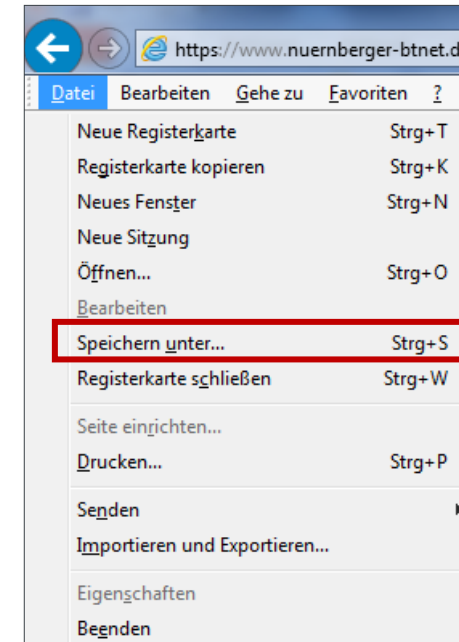 https://www.nuernberger-btnet.d
Datei Bearbeiten Gehe zu Favoriten ?
Neue Registerkarte Strg+T
Registerkarte kopieren Strg+K
Neues Fenster Strg+N
Neue Sitzung
Öffnen... Strg+O
Bearbeiten
Speichern unter... Strg+S
Registerkarte schließen Strg+W
Seite einrichten...
Drucken... Strg+P
Senden
Importieren und Exportieren...
Eigenschaften
Beenden